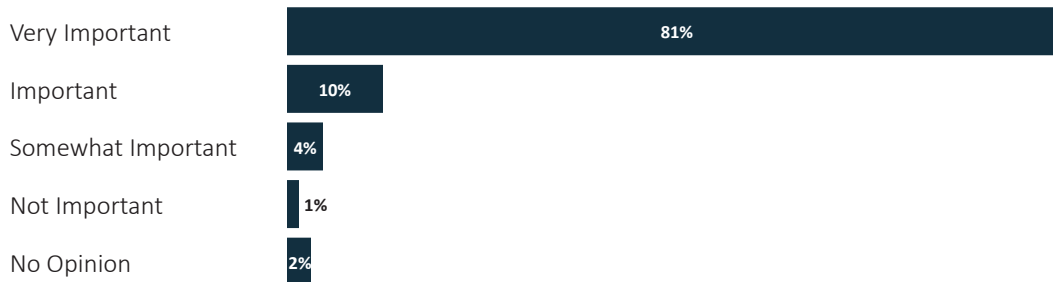 Very Important 81%
Important 10%
Somewhat Important 4%
Not Important 1%
No Opinion 2%